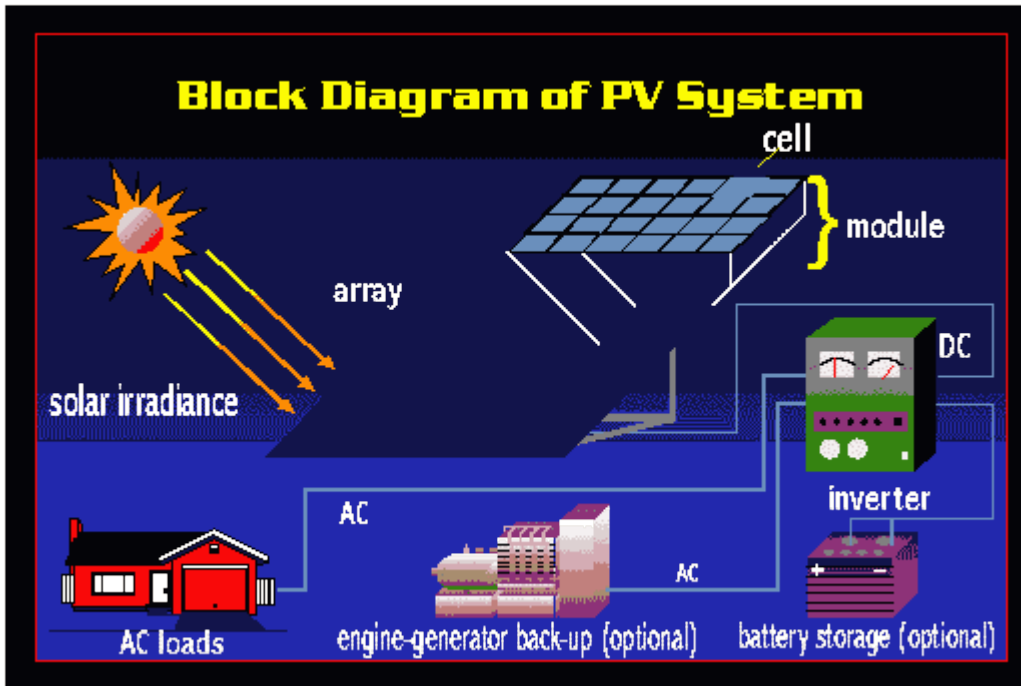 Block Diagram of PV System
cell
module
array
solar irradiance
DC
inverter
AC
AC
+ −
AC loads
engine-generator back-up (optional)
battery storage (optional)